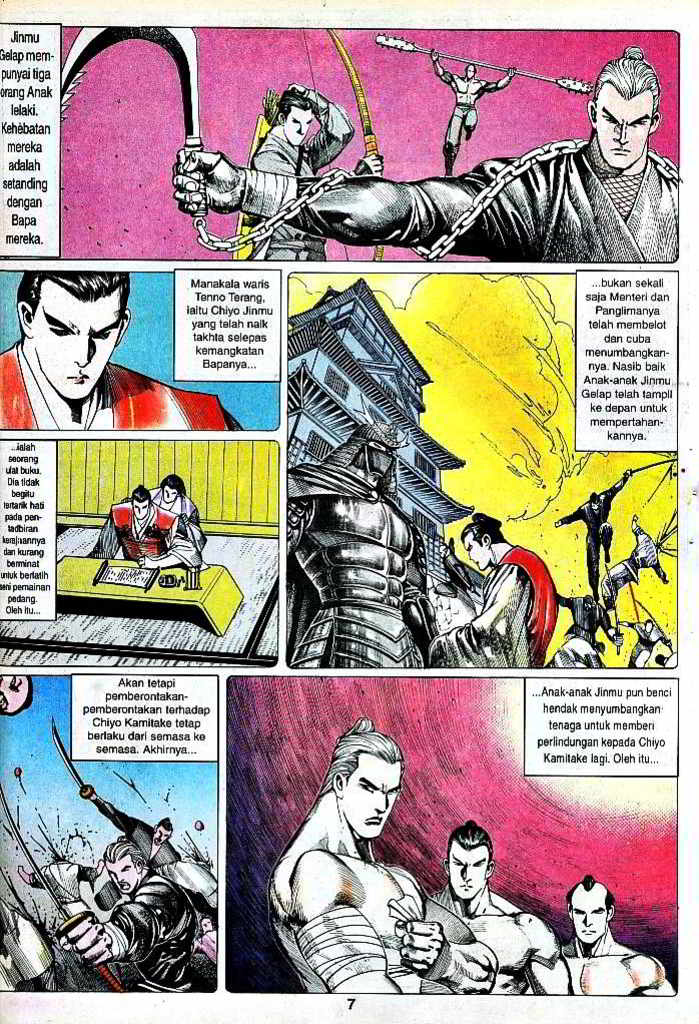 Jinmu
Gelap mem-
punyai tiga
orang Anak
lelaki.
Kehebatan
mereka
adalah
setanding
dengan
Bapa
mereka.
Manakala waris
Tenno Terang,
iaitu Chiyo Jinmu
yang telah naik
takhta selepas
kemangkatan
Bapanya...
...bukan sekali
saja Menteri dan
Panglimanya
telah membelot
dan cuba
menumbangkan-
nya. Nasib baik
Anak-anak Jinmu
Gelap telah tampil
ke depan untuk
mempertahan-
kannya.
...ialah
seorang
ulat buku.
Dia tidak
begitu
tertarik hati
pada pen-
tadbiran
kerajaannya
dan kurang
berminat
untuk berlatih
seni permainan
pedang.
Oleh itu...
Akan tetapi
pemberontakan-
pemberontakan terhadap
Chiyo Kamitake tetap
berlaku dari semasa ke
semasa. Akhirnya...
...Anak-anak Jinmu pun benci
hendak menyumbangkan
tenaga untuk memberi
perlindungan kepada Chiyo
Kamitake lagi. Oleh itu...
7